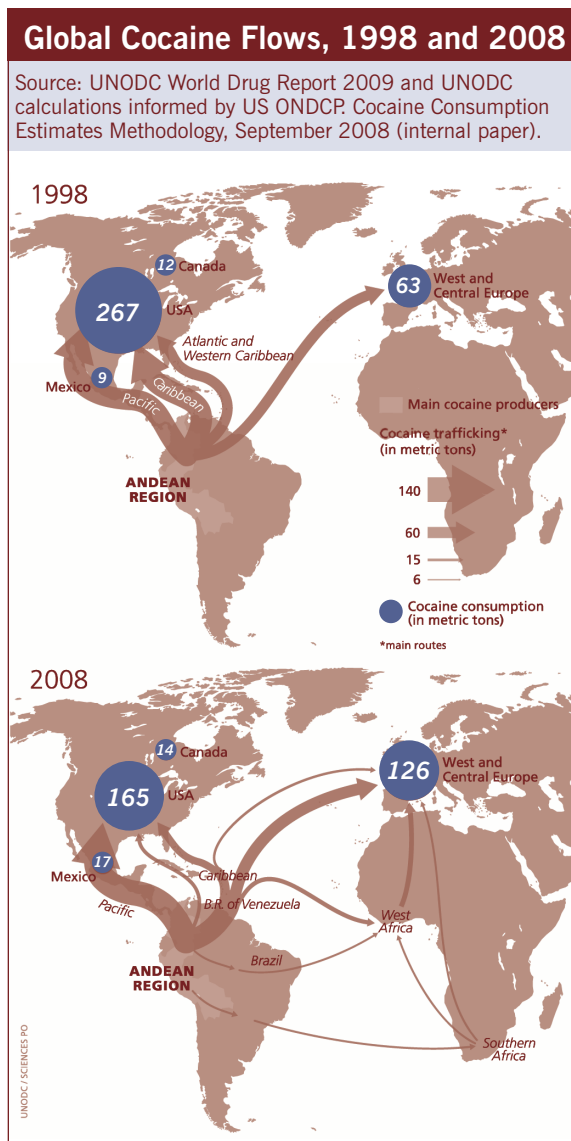 Global Cocaine Flows, 1998 and 2008
Source: UNODC World Drug Report 2009 and UNODC
calculations informed by US ONDCP. Cocaine Consumption
Estimates Methodology, September 2008 (internal paper).
1998
12 Canada
267 USA
63 West and
Central Europe
Atlantic and
Western Caribbean
Mexico 9
Pacific
Caribbean
Main cocaine producers
Cocaine trafficking*
(in metric tons)
ANDEAN
REGION
140
60
15
6
Cocaine consumption
(in metric tons)
*main routes
2008
14 Canada
165 USA
126 West and
Central Europe
Mexico 17
Caribbean
Pacific
B.R. of Venezuela
West
Africa
Brazil
ANDEAN
REGION
Southern
Africa
UNODC / SCIENCES PO